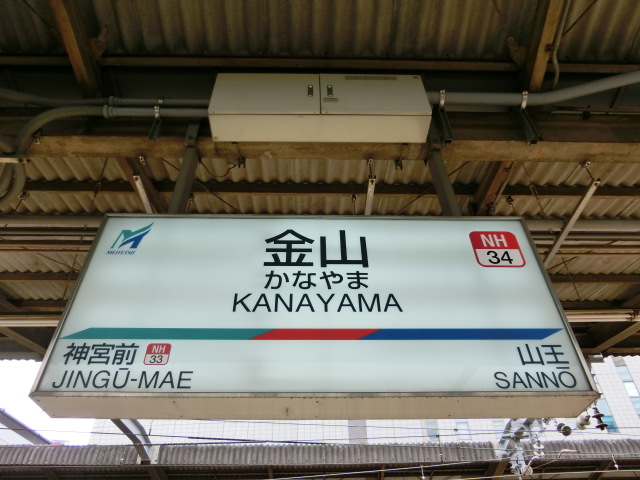 MEITETSU
金山
かなやま
KANAYAMA
NH
34
神宮前
NH
33
JINGŪ-MAE
山王
SANNŌ